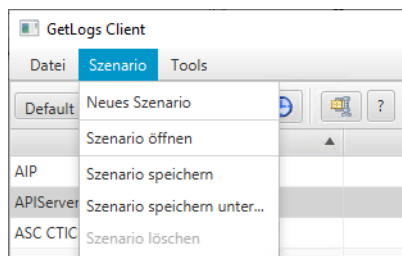 GetLogs Client
Datei Szenario Tools
Default
?
Neues Szenario
Szenario öffnen
Szenario speichern
Szenario speichern unter...
Szenario löschen
AIP
APIServer
ASC CTIC